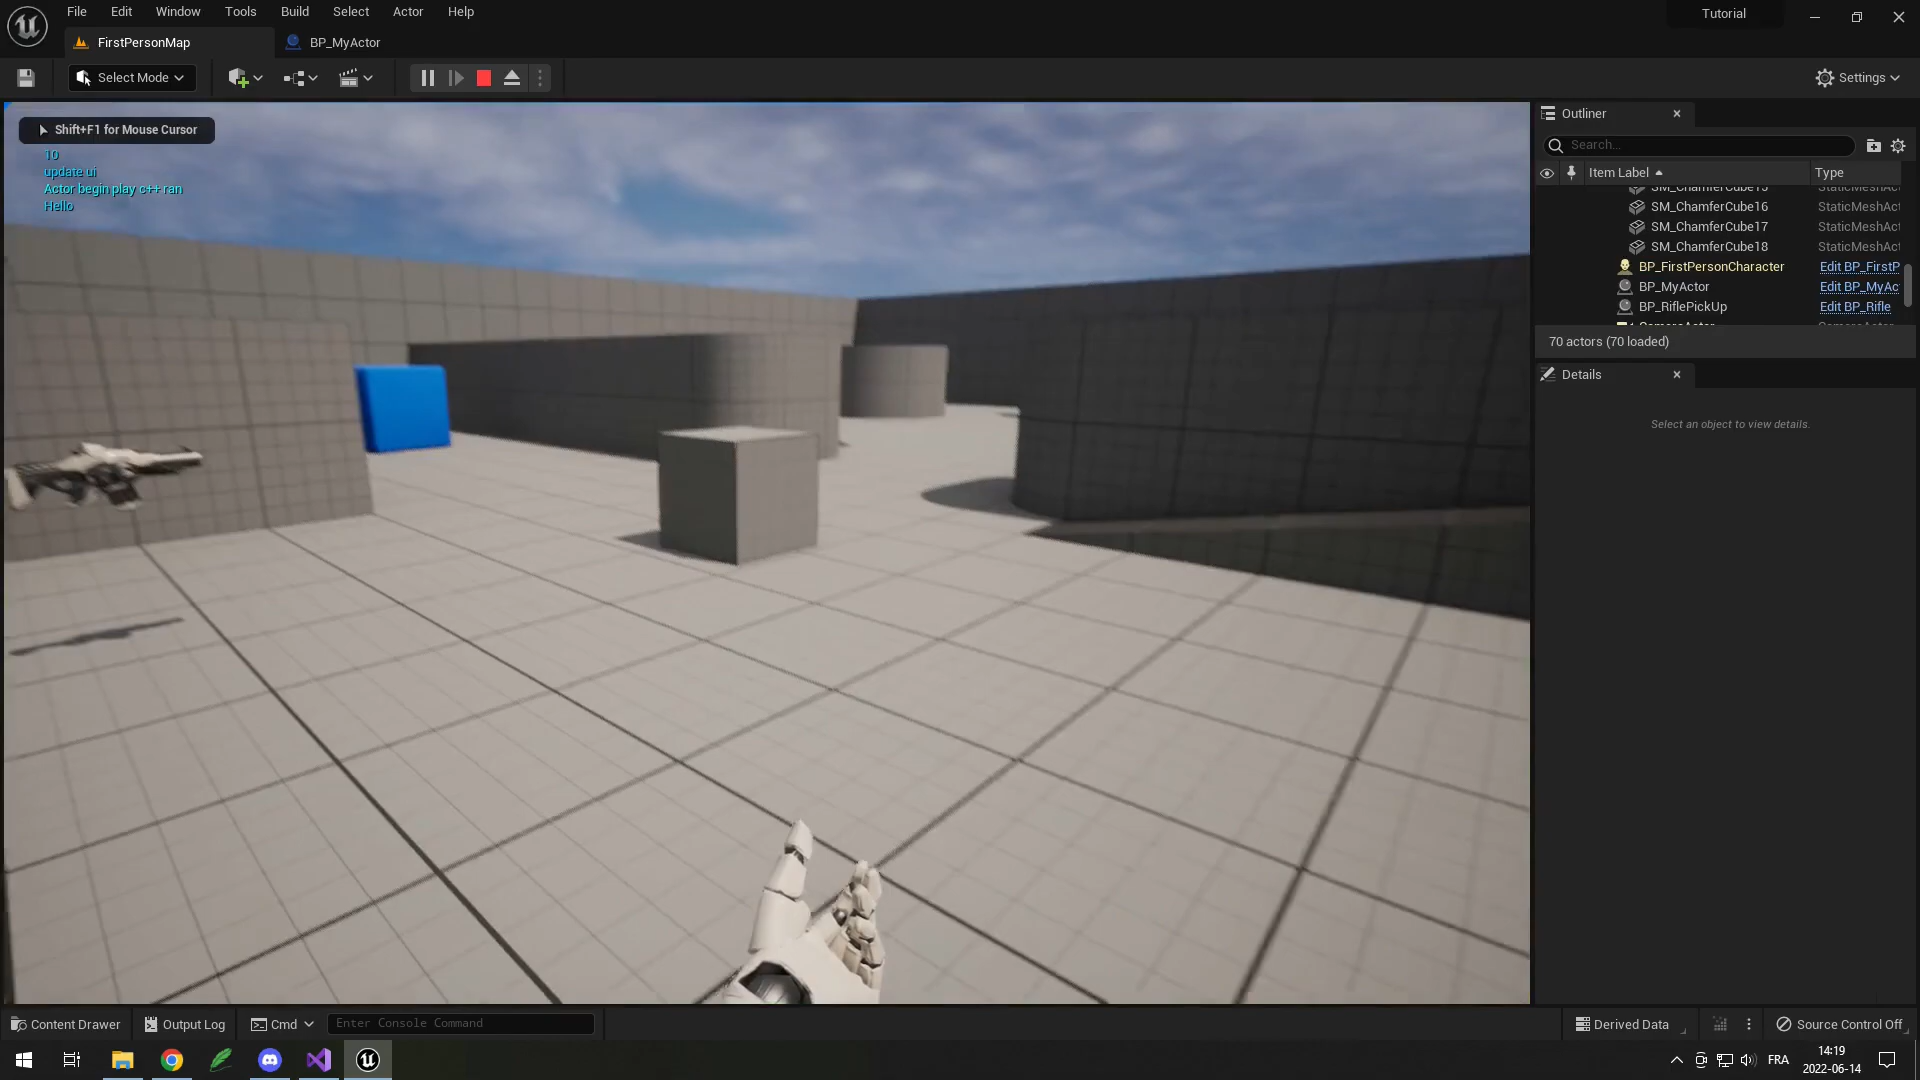 File Edit Window Tools Build Select Actor Help
Tutorial
FirstPersonMap
BP_MyActor
Select Mode
Settings
Shift+F1 for Mouse Cursor
10
update ui
Actor begin play c++ ran
Hello
Outliner
Search...
Item Label Type
SM_ChamferCube15 StaticMeshAct
SM_ChamferCube16 StaticMeshAct
SM_ChamferCube17 StaticMeshAct
SM_ChamferCube18 StaticMeshAct
BP_FirstPersonCharacter Edit BP_FirstP
BP_MyActor Edit BP_MyAc
BP_RiflePickUp Edit BP_Rifle
CameraActor CameraActor
70 actors (70 loaded)
Details
Select an object to view details.
Content Drawer Output Log Cmd Enter Console Command
Derived Data Source Control Off
FRA
14:19
2022-06-14